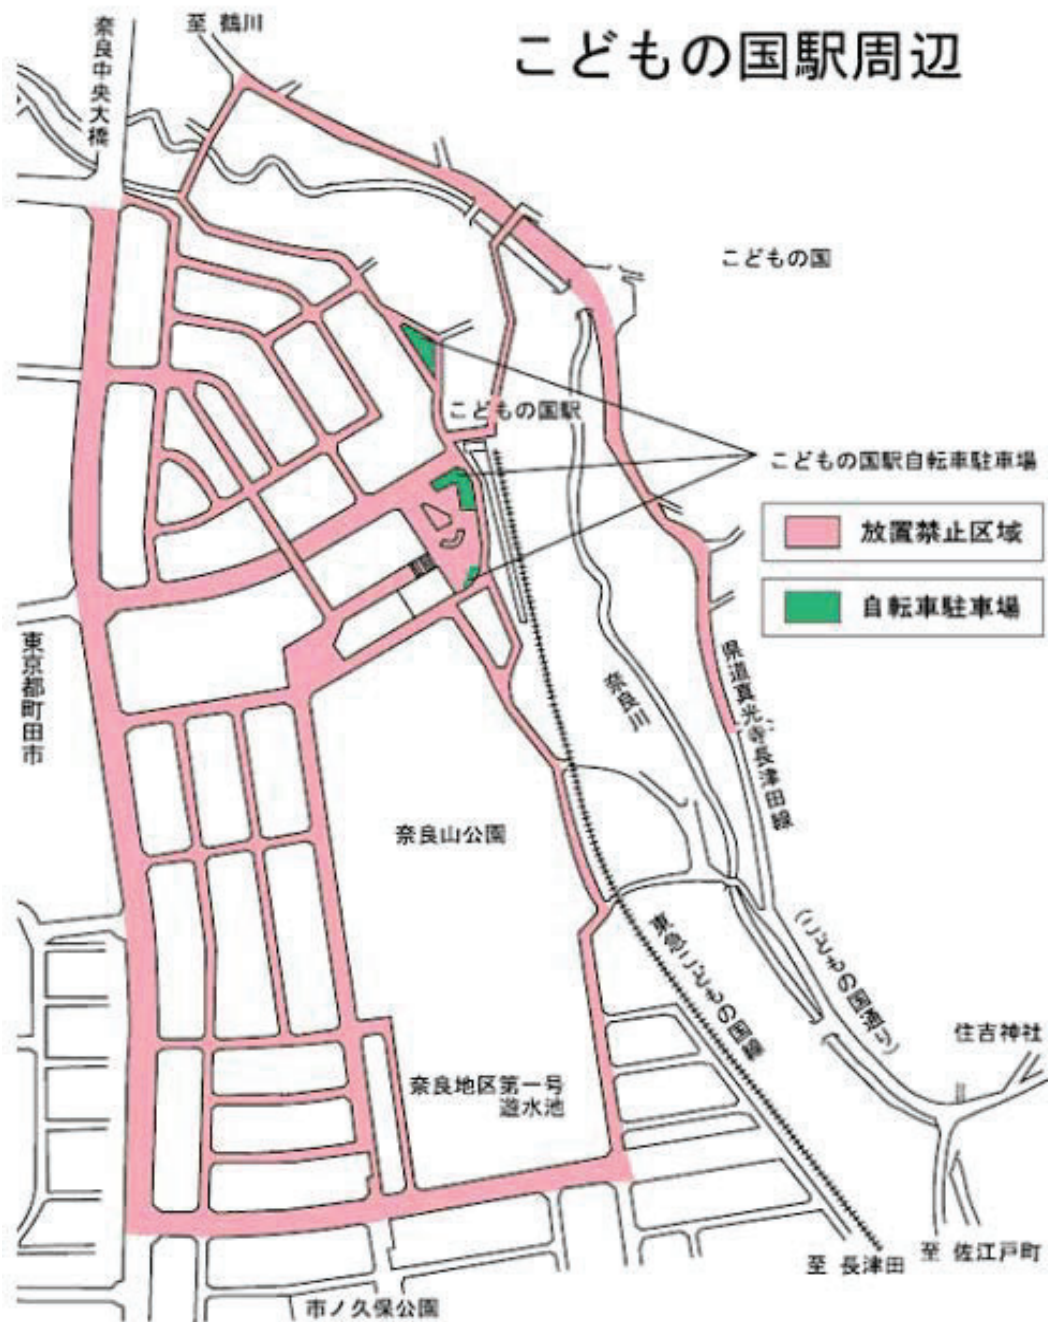 こどもの国駅周辺
至 鶴川
奈良中央大橋
こどもの国
こどもの国駅
こどもの国駅自転車駐車場
放置禁止区域
自転車駐車場
東京都町田市
奈良川
県道真光寺長津田線
奈良山公園
東急こどもの国線
(こどもの国通り)
住吉神社
奈良地区第一号
遊水池
至 長津田
至 佐江戸町
市ノ久保公園